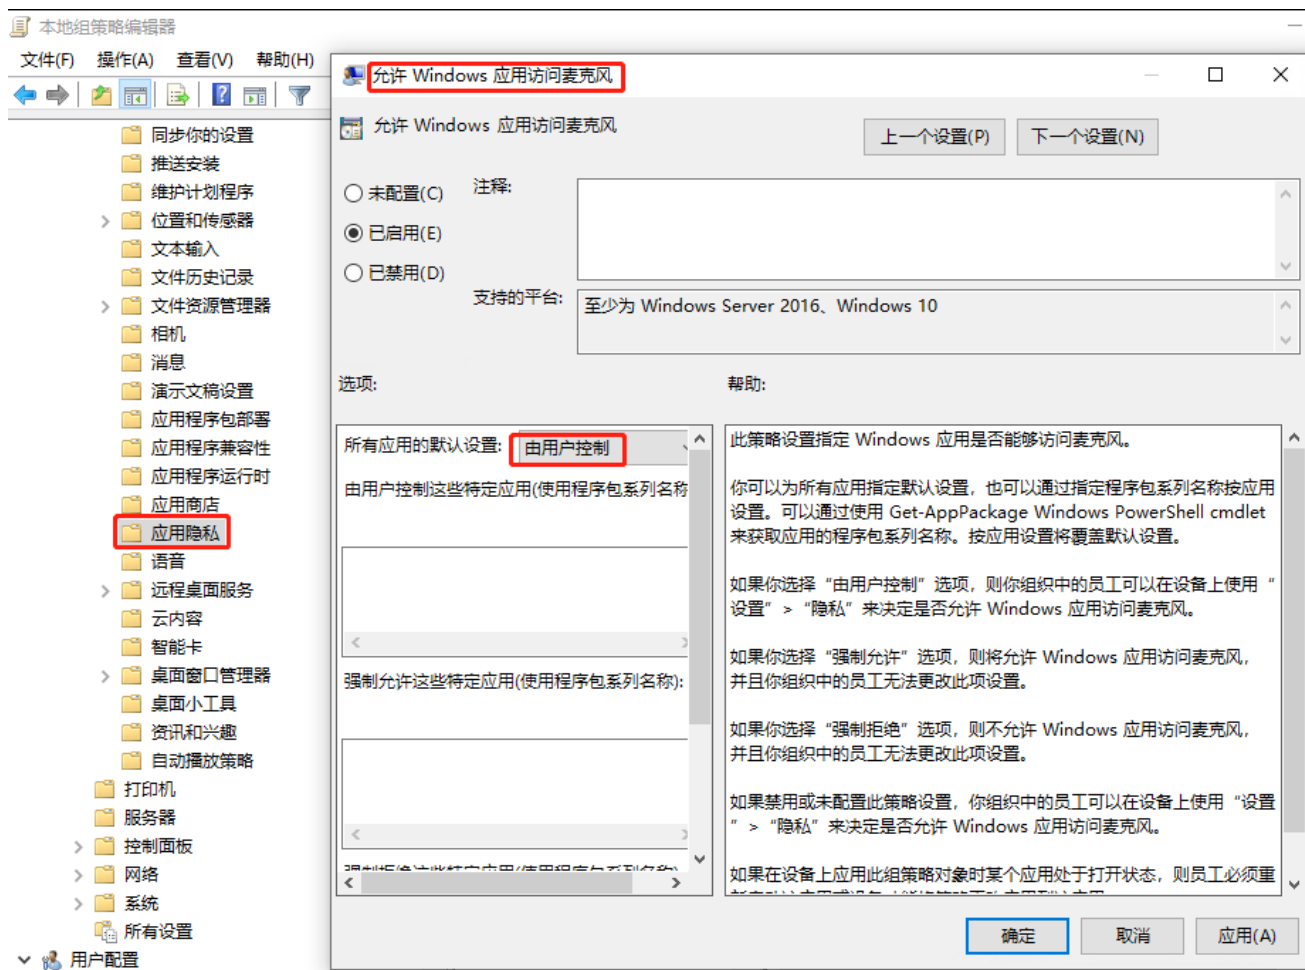 本地组策略编辑器
文件(F) 操作(A) 查看(V) 帮助(H)
同步你的设置
推送安装
维护计划程序
位置和传感器
文本输入
文件历史记录
文件资源管理器
相机
消息
演示文稿设置
应用程序包部署
应用程序兼容性
应用程序运行时
应用商店
应用隐私
语音
远程桌面服务
云内容
智能卡
桌面窗口管理器
桌面小工具
资讯和兴趣
自动播放策略
打印机
服务器
控制面板
网络
系统
所有设置
用户配置
允许 Windows 应用访问麦克风
允许 Windows 应用访问麦克风
上一个设置(P) 下一个设置(N)
未配置(C)
已启用(E)
已禁用(D)
注释:
支持的平台:
至少为 Windows Server 2016、Windows 10
选项:
帮助:
所有应用的默认设置: 由用户控制
由用户控制这些特定应用(使用程序包系列名称
强制允许这些特定应用(使用程序包系列名称):
此策略设置指定 Windows 应用是否能够访问麦克风。
你可以为所有应用指定默认设置，也可以通过指定程序包系列名称按应用
设置。可以通过使用 Get-AppPackage Windows PowerShell cmdlet
来获取应用的程序包系列名称。按应用设置将覆盖默认设置。
如果你选择“由用户控制”选项，则你组织中的员工可以在设备上使用“
设置”>“隐私”来决定是否允许 Windows 应用访问麦克风。
如果你选择“强制允许”选项，则将允许 Windows 应用访问麦克风，
并且你组织中的员工无法更改此项设置。
如果你选择“强制拒绝”选项，则不允许 Windows 应用访问麦克风，
并且你组织中的员工无法更改此项设置。
如果禁用或未配置此策略设置，你组织中的员工可以在设备上使用“设置
”>“隐私”来决定是否允许 Windows 应用访问麦克风。
如果在设备上应用此组策略对象时某个应用处于打开状态，则员工必须重
确定 取消 应用(A)